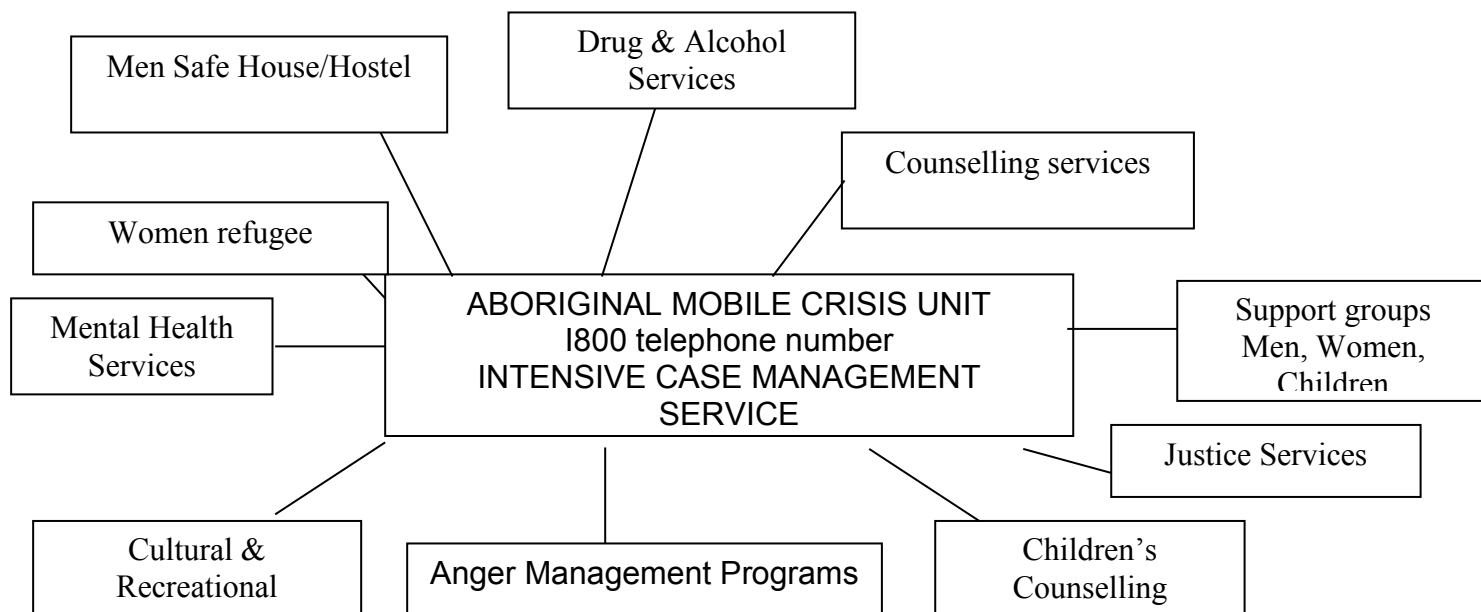 Men Safe House/Hostel
Drug & Alcohol
Services
Counselling services
Women refugee
Mental Health
Services
ABORIGINAL MOBILE CRISIS UNIT
I800 telephone number
INTENSIVE CASE MANAGEMENT
SERVICE
Support groups
Men, Women,
Children
Justice Services
Cultural &
Recreational
Anger Management Programs
Children’s
Counselling